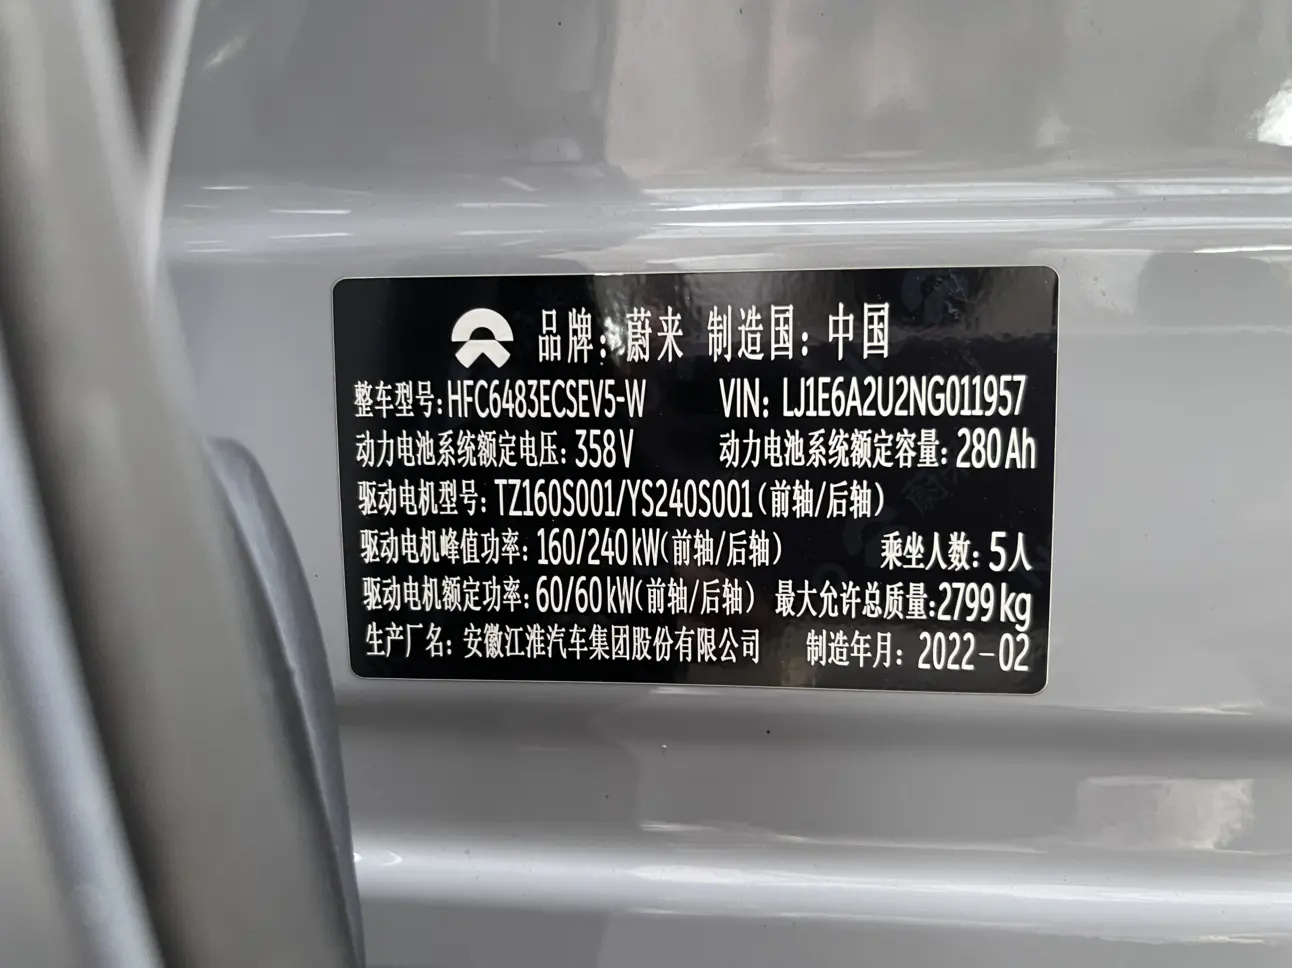 品牌：蔚来 制造国：中国
整车型号：HFC6483ECSEV5-W VIN：LJ1E6A2U2NG011957
动力电池系统额定电压：358V 动力电池系统额定容量：280Ah
驱动电机型号：TZ160S001/YS240S001（前轴/后轴）
驱动电机峰值功率：160/240kW（前轴/后轴） 乘坐人数：5人
驱动电机额定功率：60/60kW（前轴/后轴） 最大允许总质量：2799kg
生产厂名：安徽江淮汽车集团股份有限公司 制造年月：2022-02